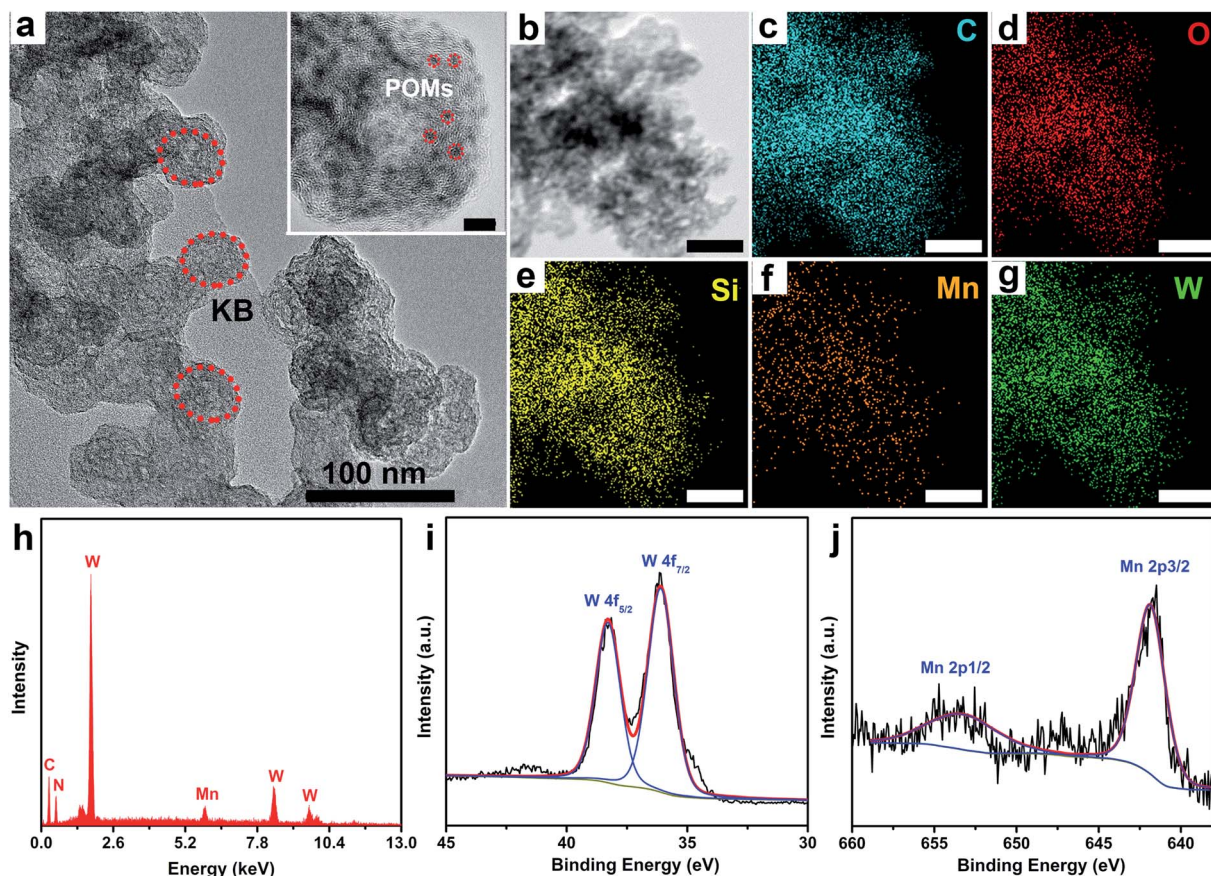 a
POMs
KB
100 nm
b
c
C
d
O
e
Si
f
Mn
g
W
h
W
C
N
Mn
W
W
Intensity
0.0 2.6 5.2 7.8 10.4 13.0
Energy (keV)
i
W 4f7/2
W 4f5/2
Intensity (a.u.)
45 40 35 30
Binding Energy (eV)
j
Mn 2p3/2
Mn 2p1/2
Intensity (a.u.)
660 655 650 645 640
Binding Energy (eV)